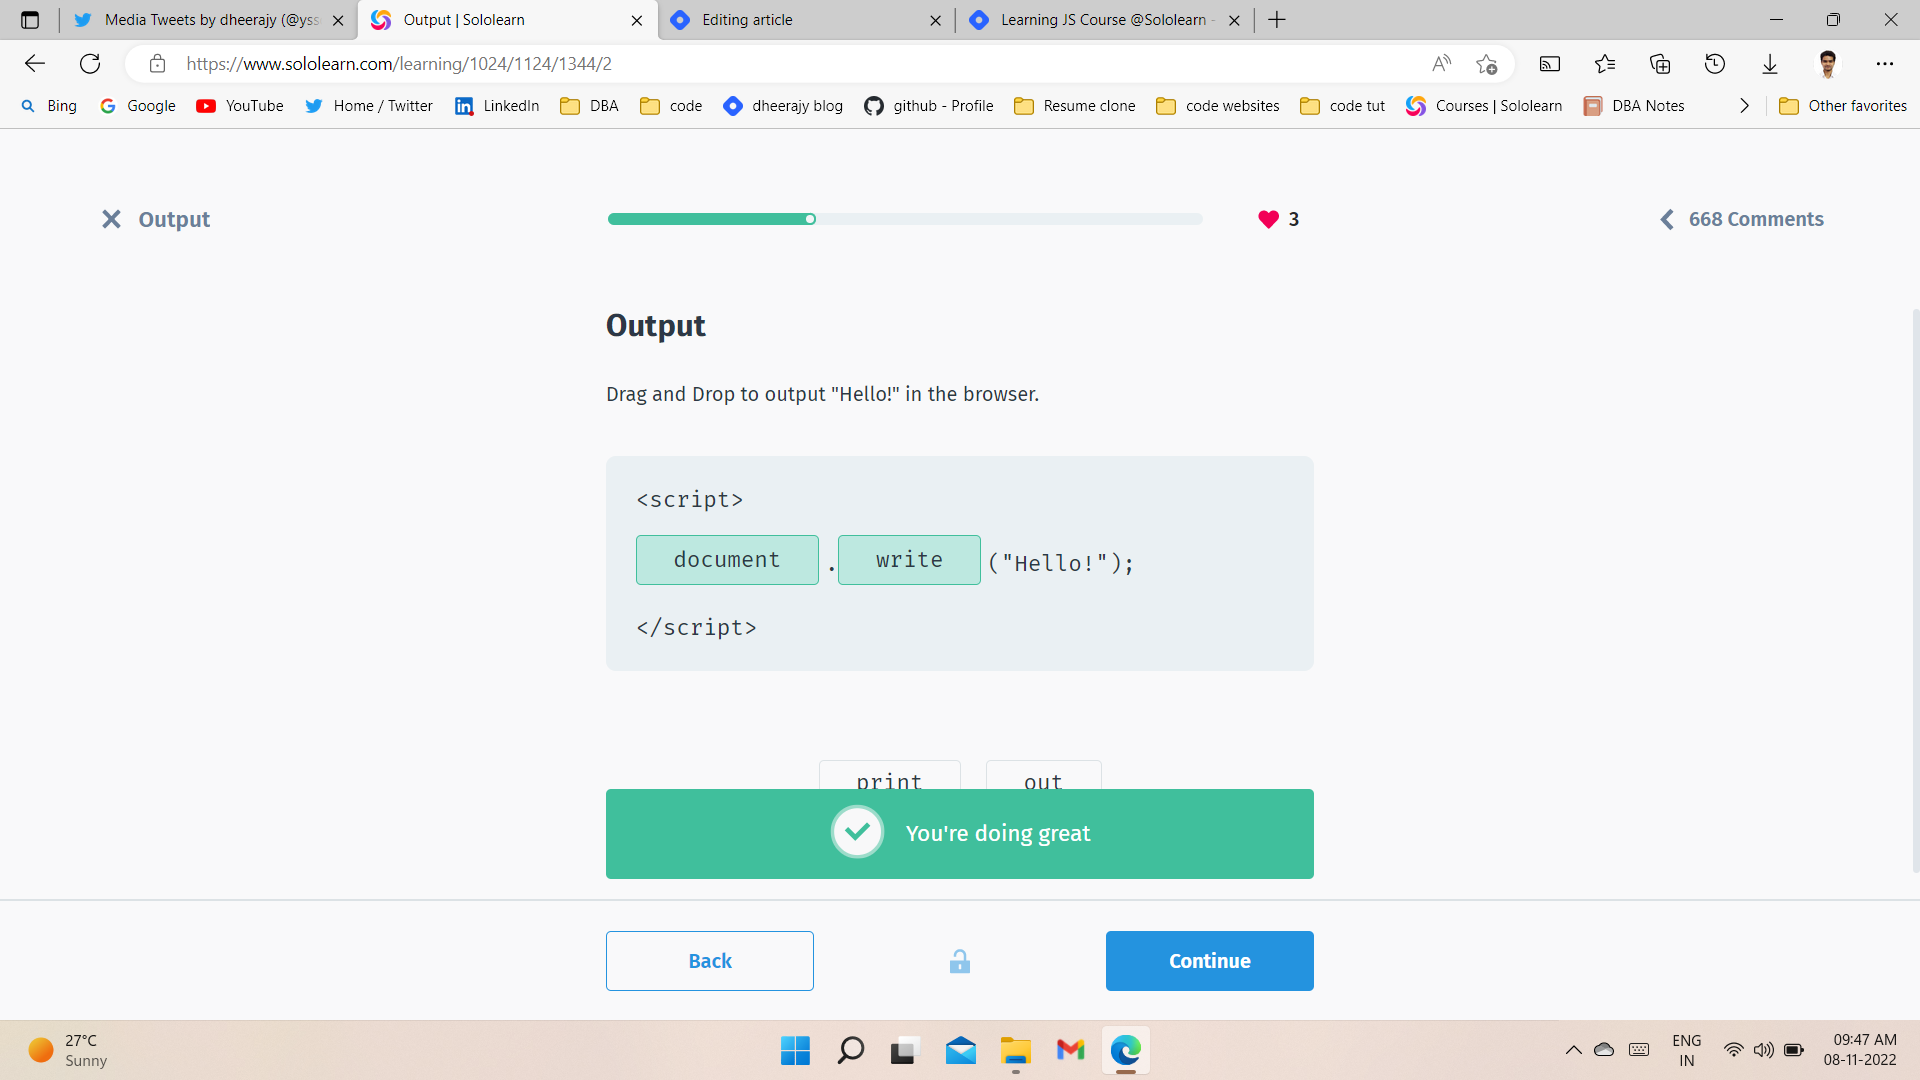 Media Tweets by dheerajy (@yss
Output | Sololearn
Editing article
Learning JS Course @Sololearn -
https://www.sololearn.com/learning/1024/1124/1344/2
Bing
Google
YouTube
Home / Twitter
LinkedIn
DBA
code
dheerajy blog
github - Profile
Resume clone
code websites
code tut
Courses | Sololearn
DBA Notes
Other favorites
Output
3
668 Comments
Output
Drag and Drop to output "Hello!" in the browser.
<script>
document . write ("Hello!");
</script>
print out
You're doing great
Back
Continue
27°C
Sunny
ENG
IN
09:47 AM
08-11-2022